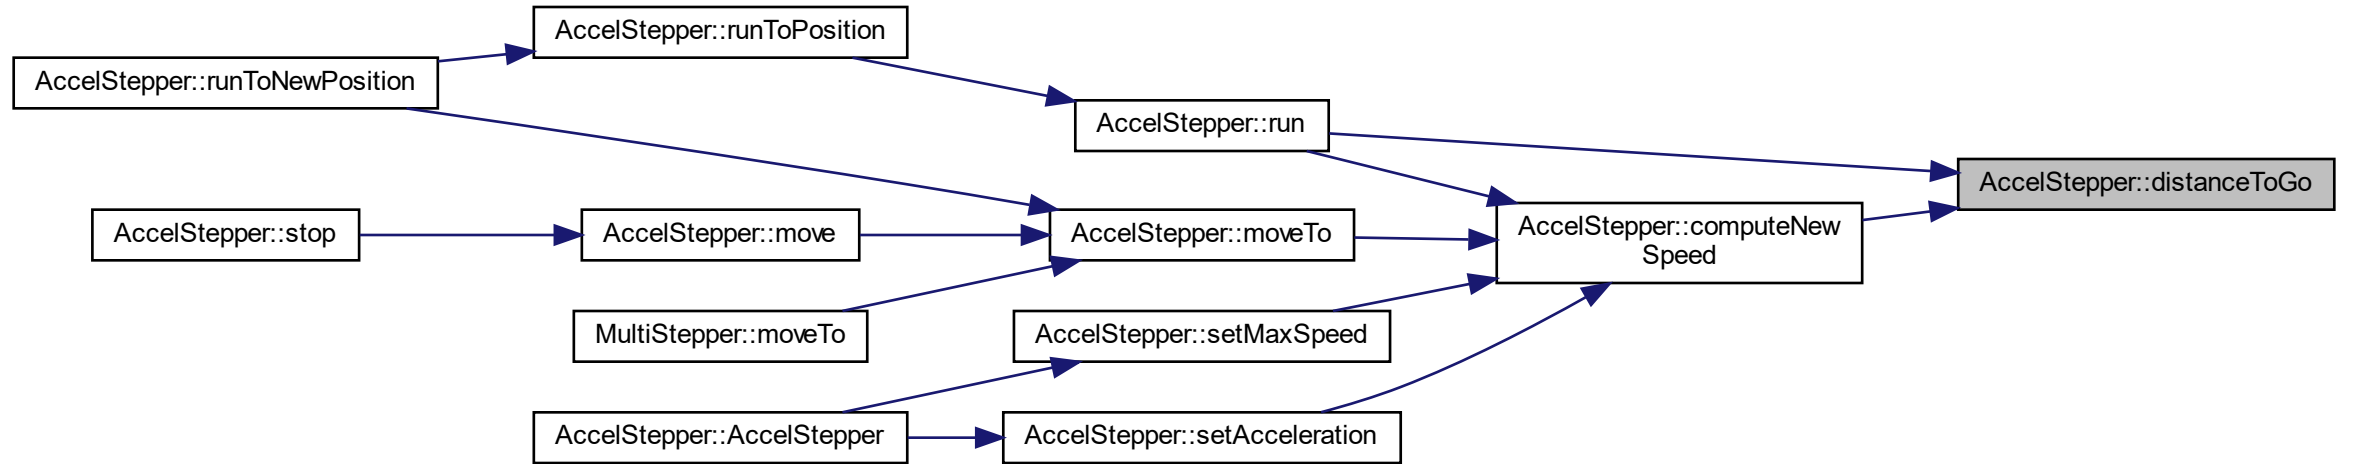 AccelStepper::runToPosition
AccelStepper::runToNewPosition
AccelStepper::run
AccelStepper::distanceToGo
AccelStepper::computeNew
Speed
AccelStepper::stop
AccelStepper::move
AccelStepper::moveTo
MultiStepper::moveTo
AccelStepper::setMaxSpeed
AccelStepper::AccelStepper
AccelStepper::setAcceleration